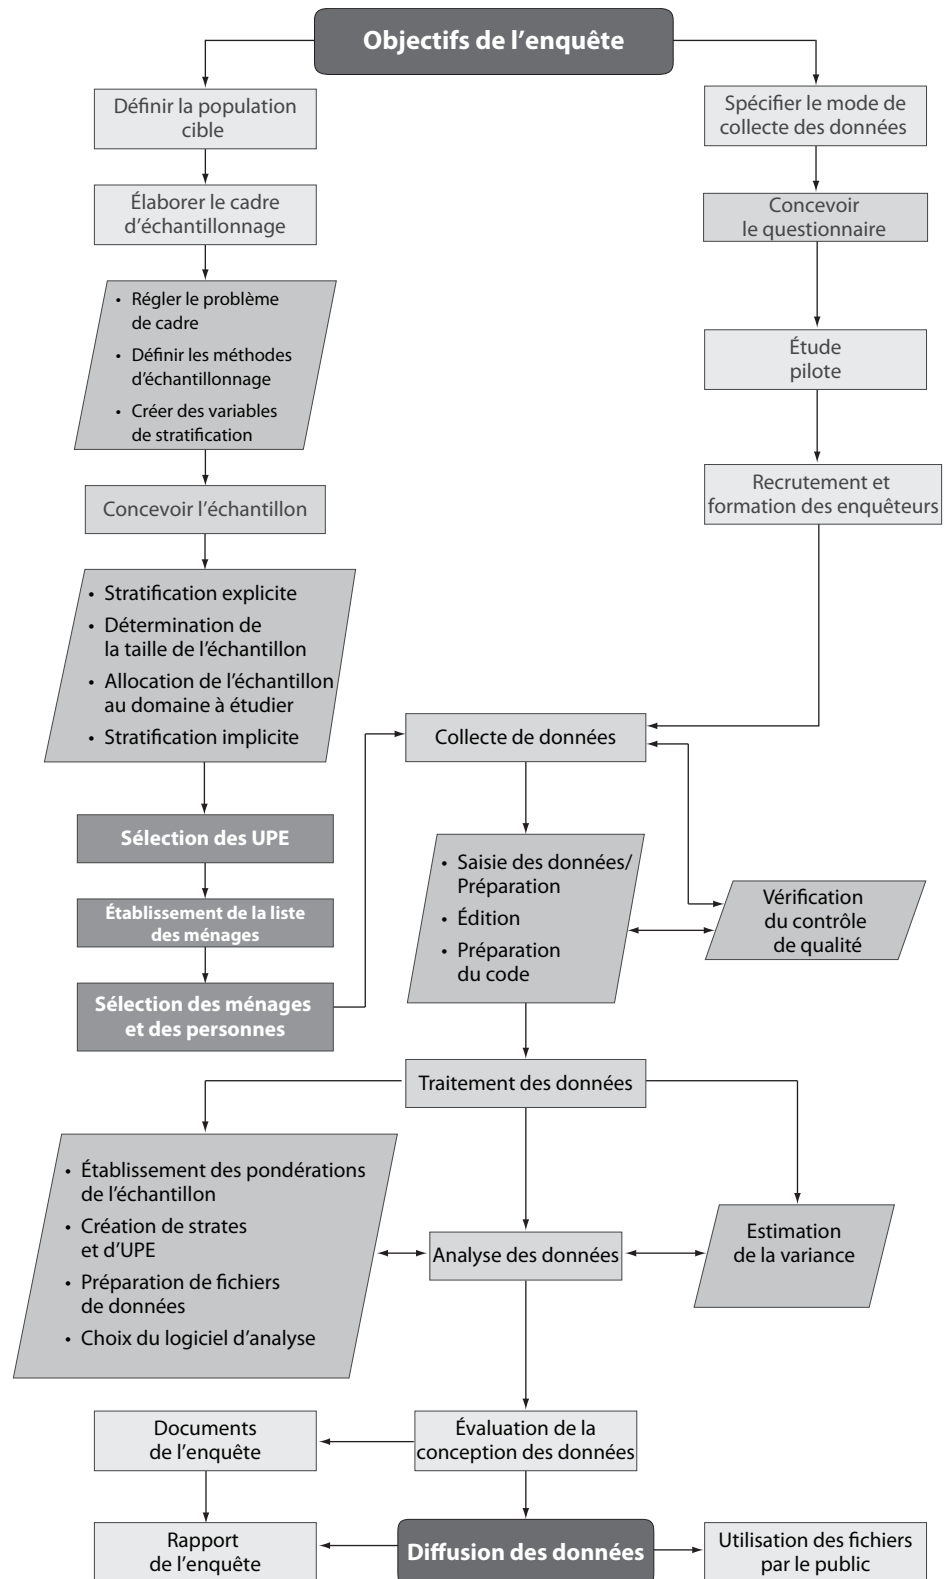 Objectifs de l’enquête
Définir la population
cible
Spécifier le mode de
collecte des données
Élaborer le cadre
d’échantillonnage
Concevoir
le questionnaire
• Régler le problème
de cadre
• Définir les méthodes
d’échantillonnage
• Créer des variables
de stratification
Étude
pilote
Recrutement et
formation des enquêteurs
Concevoir l’échantillon
• Stratification explicite
• Détermination de
la taille de l’échantillon
• Allocation de l’échantillon
au domaine à étudier
• Stratification implicite
Collecte de données
Sélection des UPE
Établissement de la liste
des ménages
Sélection des ménages
et des personnes
• Saisie des données/
Préparation
• Édition
• Préparation
du code
Vérification
du contrôle
de qualité
Traitement des données
• Établissement des pondérations
de l’échantillon
• Création de strates
et d’UPE
• Préparation de fichiers
de données
• Choix du logiciel d’analyse
Analyse des données
Estimation
de la variance
Documents
de l’enquête
Évaluation de la
conception des données
Rapport
de l’enquête
Diffusion des données
Utilisation des fichiers
par le public